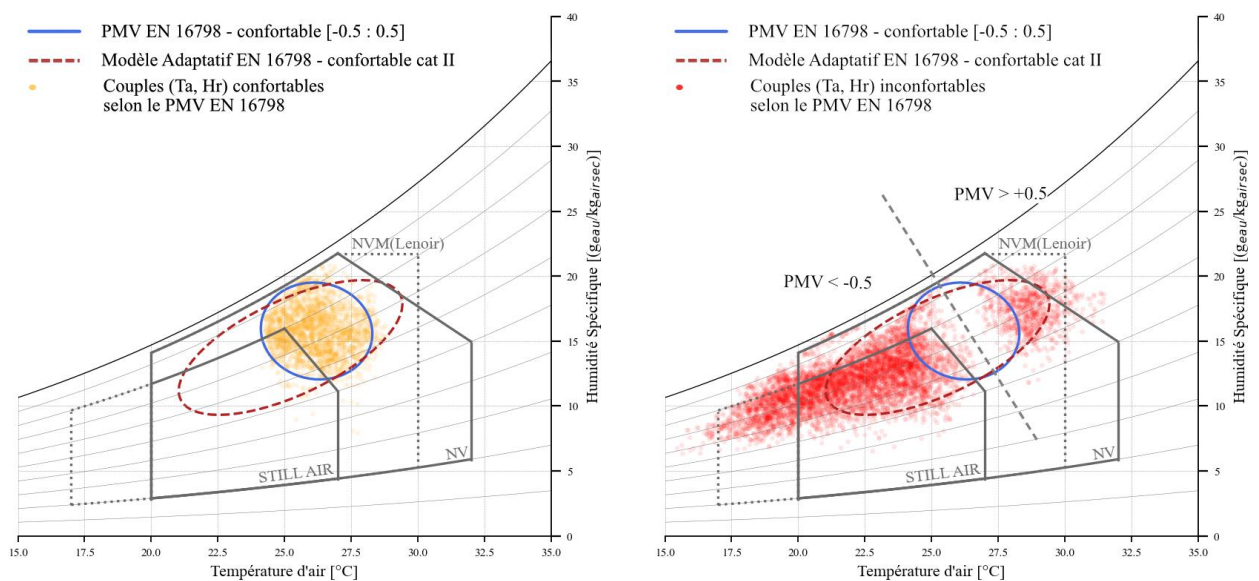 PMV EN 16798 - confortable [-0.5 : 0.5]
Modèle Adaptatif EN 16798 - confortable cat II
Couples (Ta, Hr) confortables
selon le PMV EN 16798
NVM(Lenoir)
STILL AIR
NV
40
35
30
25
20
15
10
5
0
Humidité Spécifique [(geau/kgairsec)]
15.0 17.5 20.0 22.5 25.0 27.5 30.0 32.5 35.0
Température d'air [°C]
PMV EN 16798 - confortable [-0.5 : 0.5]
Modèle Adaptatif EN 16798 - confortable cat II
Couples (Ta, Hr) inconfortables
selon le PMV EN 16798
PMV > +0.5
NVM(Lenoir)
PMV < -0.5
STILL AIR
NV
40
35
30
25
20
15
10
5
0
Humidité Spécifique [(geau/kgairsec)]
15.0 17.5 20.0 22.5 25.0 27.5 30.0 32.5 35.0
Température d'air [°C]